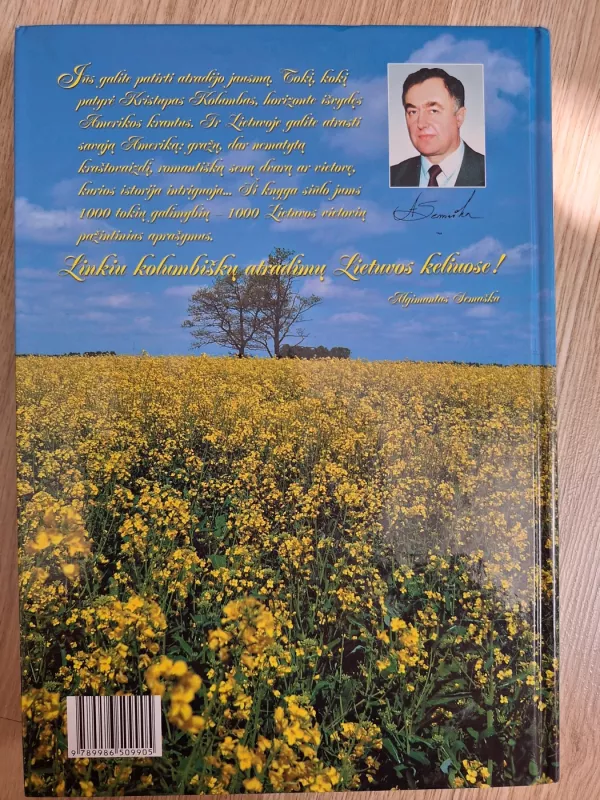 Jūs galite patirti atradėjo jausmą. Tokį, kokį
patyrė Kristupas Kolumbas, horizonte išvydęs
Amerikos krantus. Ir Lietuvoje galite atrasti
savąją Ameriką: gražų, dar nematytą
kraštovaizdį, romantišką seną dvarą ar vietovę,
kurios istorija intriguoja... Ši knyga siūlo jums
1000 tokių galimybių – 1000 Lietuvos vietovių
pažintinius aprašymus.
Linkiu kolumbiškų atradimų Lietuvos keliuose!
Algimantas Semaška
9 789986 509905